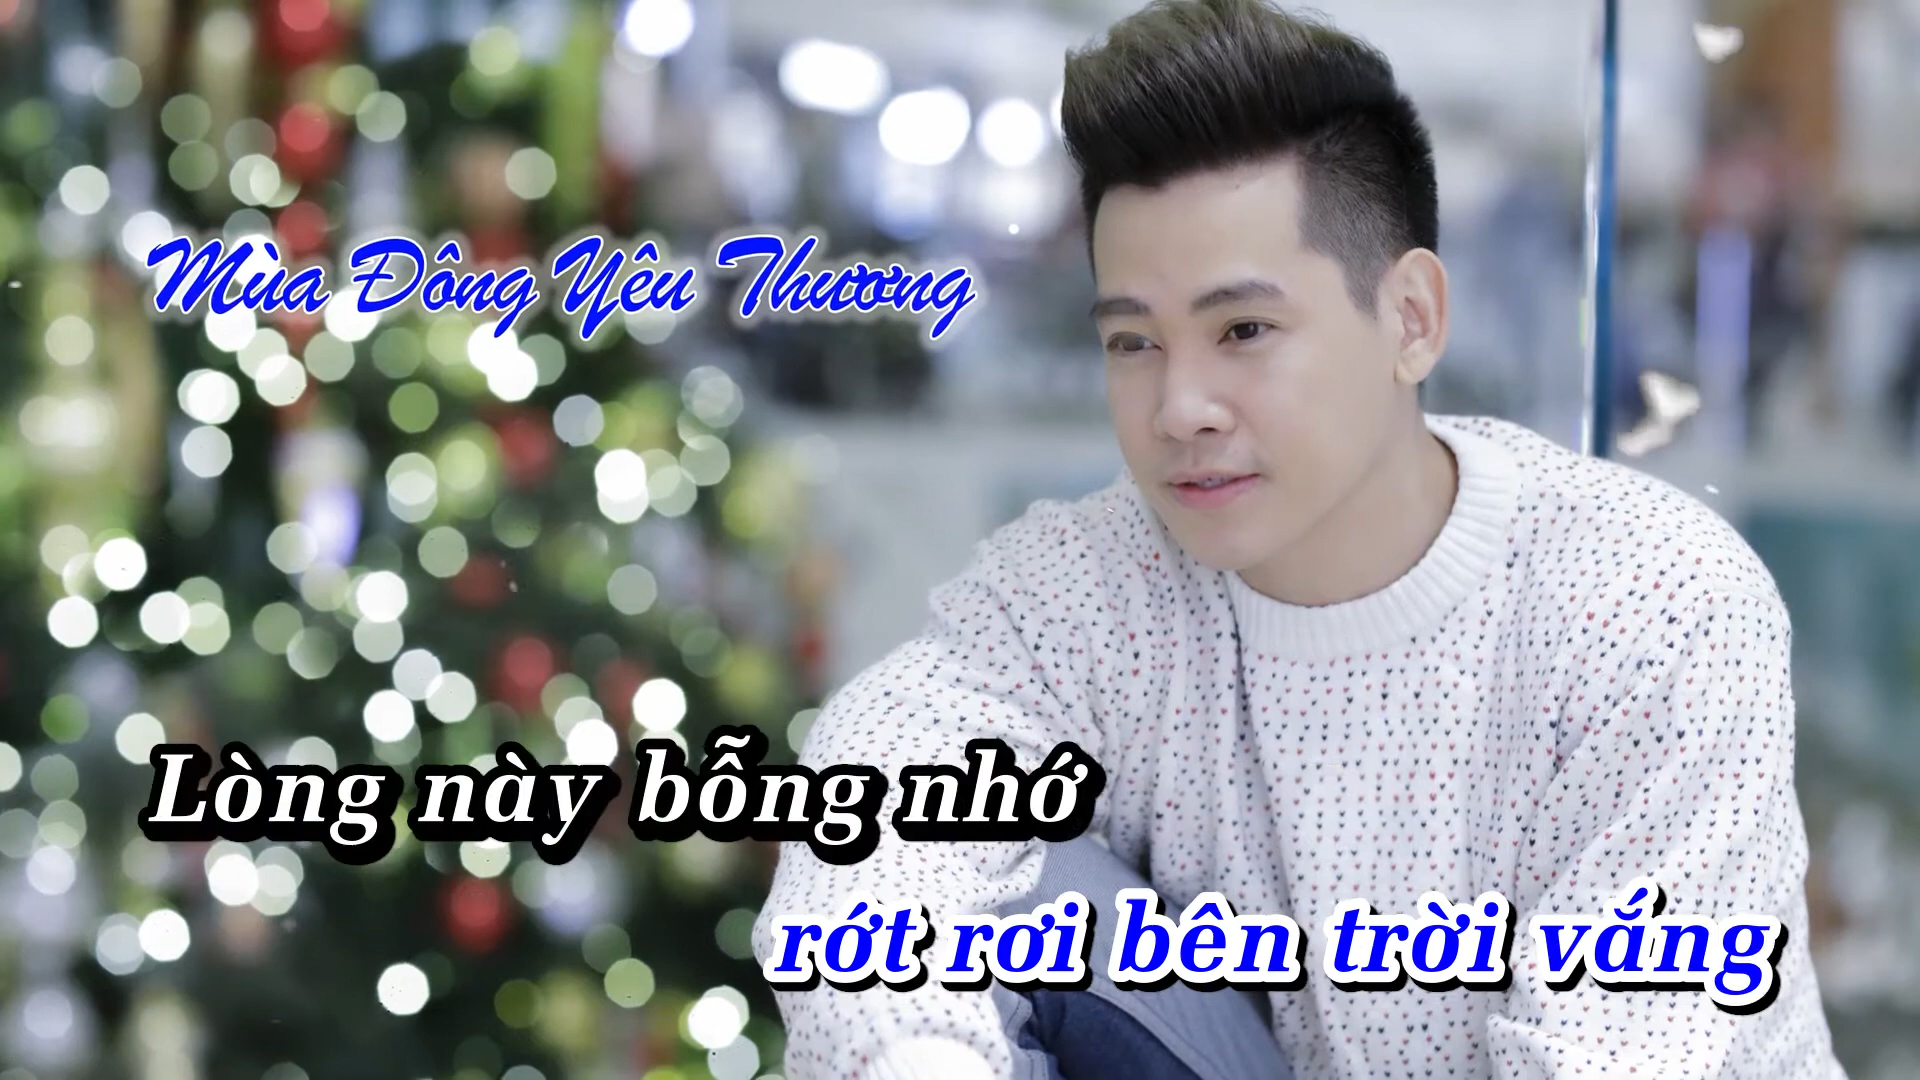 Mùa Đông Yêu Thương
Lòng này bỗng nhớ
rớt rơi bên trời vắng